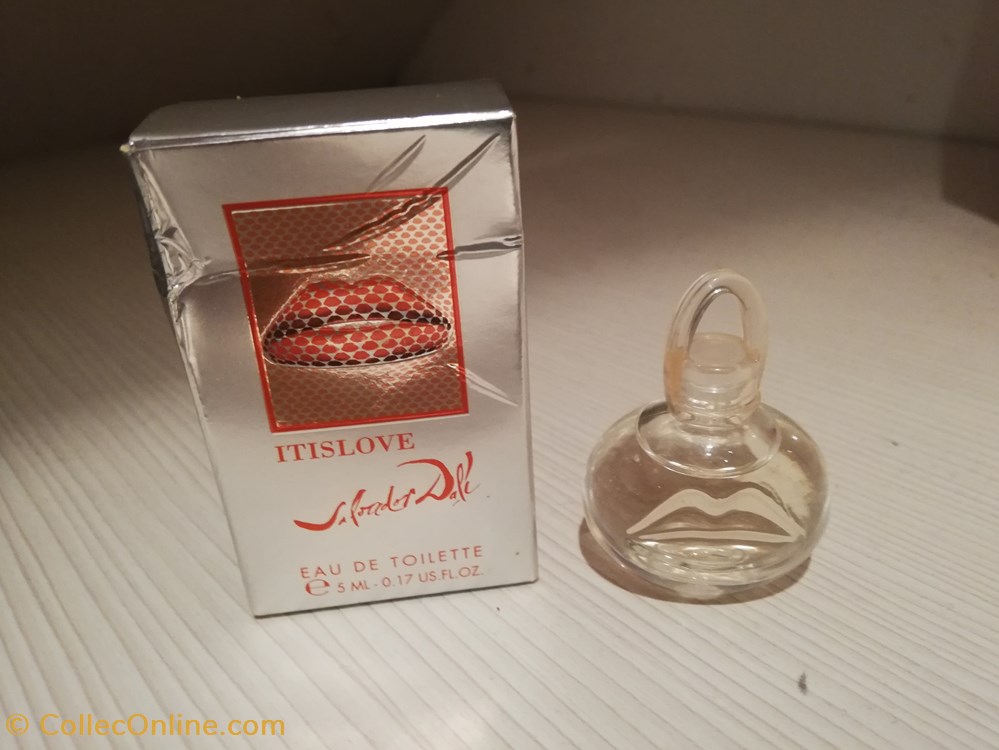 ITISLOVE
Salvador Dalí
EAU DE TOILETTE
℮ 5 ML - 0.17 US.FL.OZ.
© CollecOnline.com